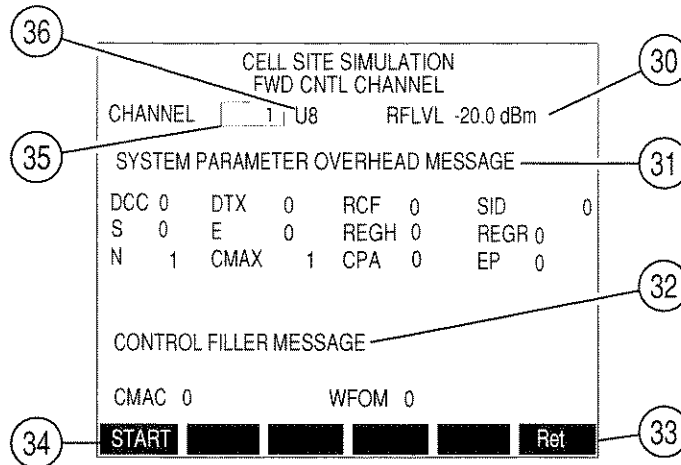 36
CELL SITE SIMULATION
30
FWD CNTL CHANNEL
CHANNEL 1 U8 RFLVL -20.0 dBm
35
SYSTEM PARAMETER OVERHEAD MESSAGE
31
DCC 0 DTX 0 RCF 0 SID 0
S 0 E 0 REGH 0 REGR 0
N 1 CMAX 1 CPA 0 EP 0
32
CONTROL FILLER MESSAGE
CMAC 0 WFOM 0
34
START Ret
33